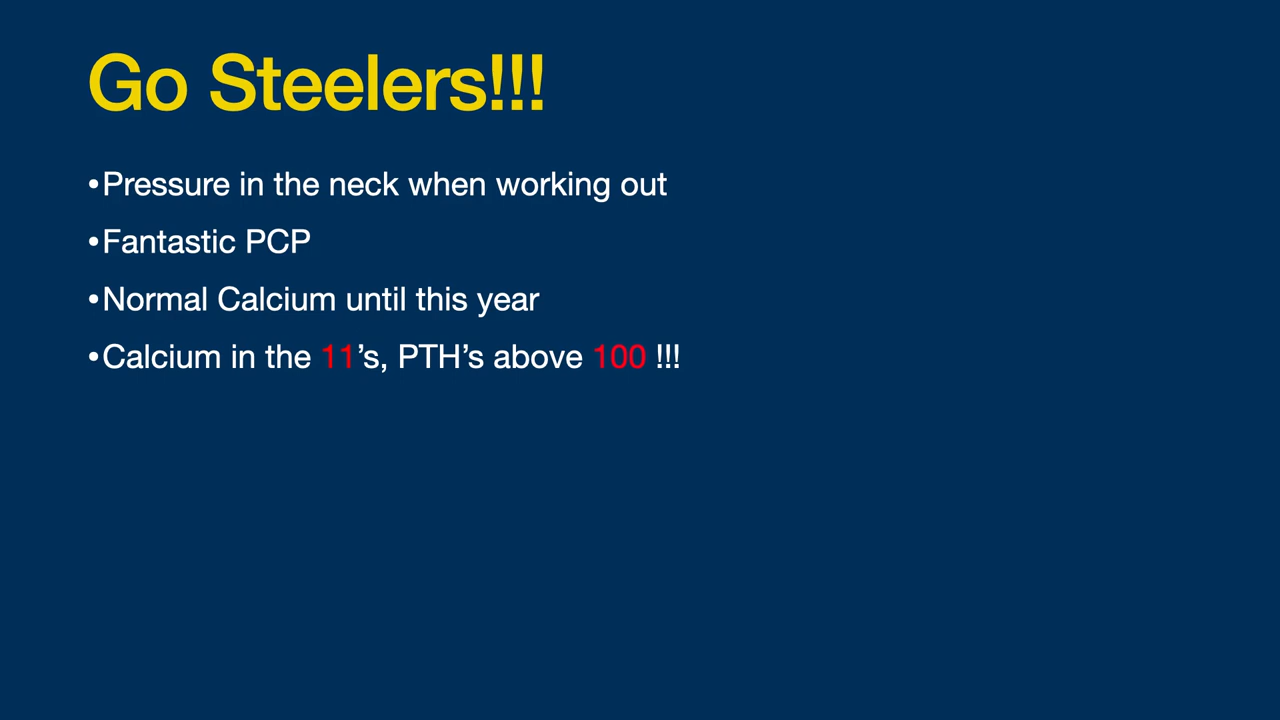 Go Steelers!!!
•Pressure in the neck when working out
•Fantastic PCP
•Normal Calcium until this year
•Calcium in the 11’s, PTH’s above 100 !!!